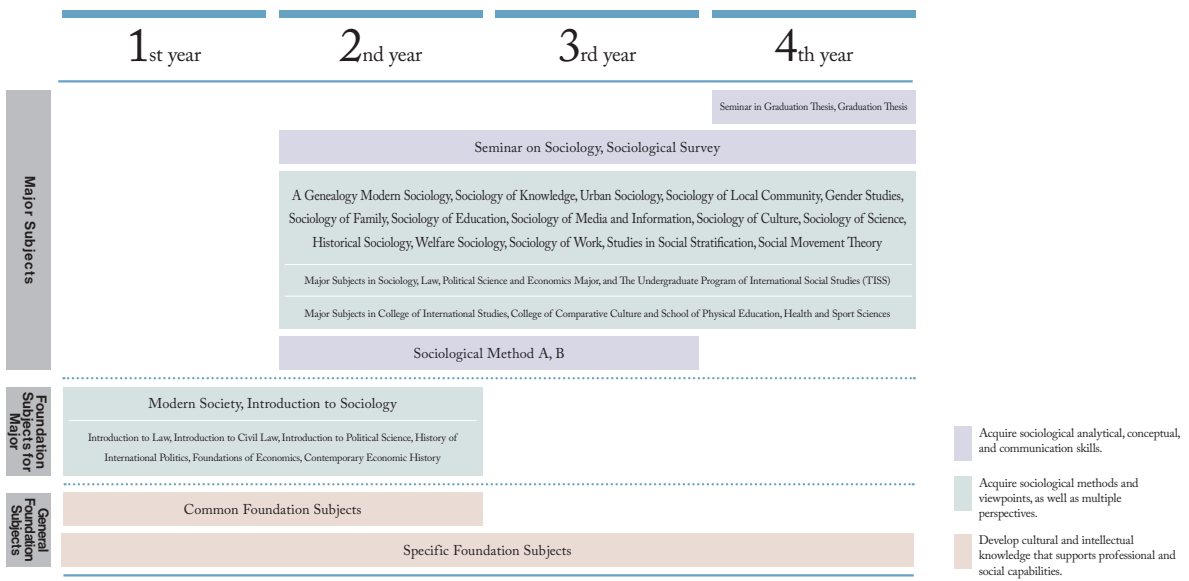 1st year
2nd year
3rd year
4th year
Major Subjects
Seminar in Graduation Thesis, Graduation Thesis
Seminar on Sociology, Sociological Survey
A Genealogy Modern Sociology, Sociology of Knowledge, Urban Sociology, Sociology of Local Community, Gender Studies,
Sociology of Family, Sociology of Education, Sociology of Media and Information, Sociology of Culture, Sociology of Science,
Historical Sociology, Welfare Sociology, Sociology of Work, Studies in Social Stratification, Social Movement Theory
Major Subjects in Sociology, Law, Political Science and Economics Major, and The Undergraduate Program of International Social Studies (TISS)
Major Subjects in College of International Studies, College of Comparative Culture and School of Physical Education, Health and Sport Sciences
Sociological Method A, B
Foundation
Subjects for
Major
Modern Society, Introduction to Sociology
Introduction to Law, Introduction to Civil Law, Introduction to Political Science, History of
International Politics, Foundations of Economics, Contemporary Economic History
General
Foundation
Subjects
Common Foundation Subjects
Specific Foundation Subjects
Acquire sociological analytical, conceptual,
and communication skills.
Acquire sociological methods and
viewpoints, as well as multiple
perspectives.
Develop cultural and intellectual
knowledge that supports professional and
social capabilities.